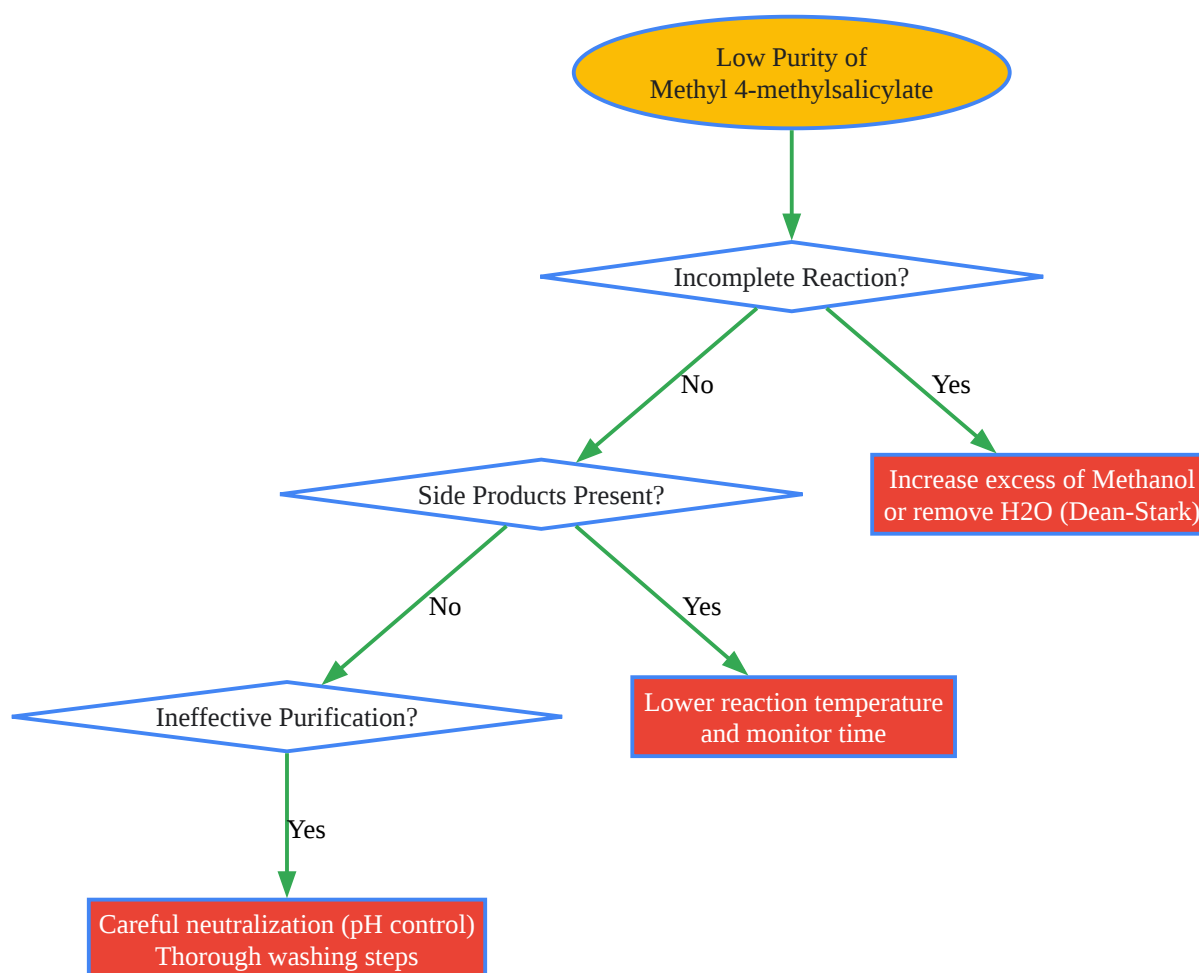 Low Purity of
Methyl 4-methylsalicylate
Incomplete Reaction?
No
Yes
Increase excess of Methanol
or remove H2O (Dean-Stark)
Side Products Present?
No
Yes
Lower reaction temperature
and monitor time
Ineffective Purification?
Yes
Careful neutralization (pH control)
Thorough washing steps